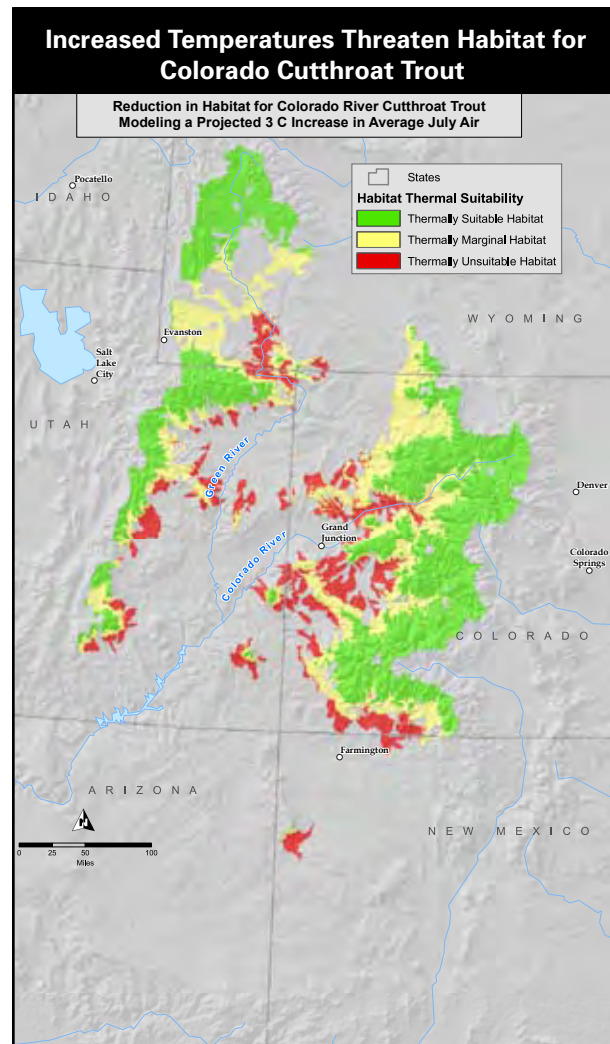 Increased Temperatures Threaten Habitat for
Colorado Cutthroat Trout
Reduction in Habitat for Colorado River Cutthroat Trout
Modeling a Projected 3 C Increase in Average July Air
Pocatello
IDAHO
States
Habitat Thermal Suitability
Thermally Suitable Habitat
Thermally Marginal Habitat
Thermally Unsuitable Habitat
WYOMING
Evanston
Salt
Lake
City
UTAH
Green River
Denver
Grand
Junction
Colorado River
Colorado
Springs
COLORADO
Farmington
ARIZONA
NEW MEXICO
N
0 25 50 100
Miles